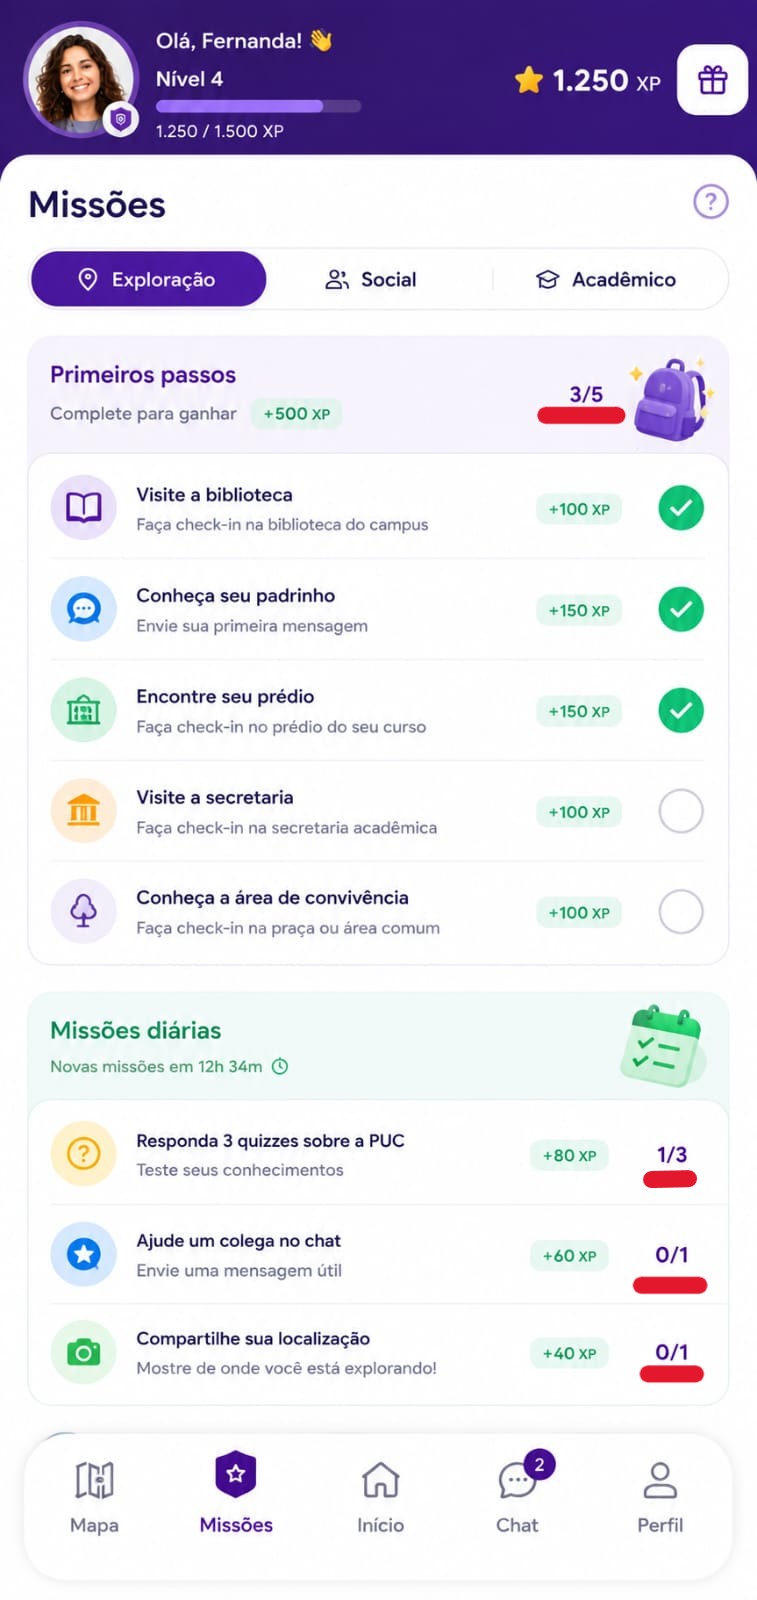 Olá, Fernanda! 👋
Nível 4
1.250 / 1.500 XP
1.250 XP
Missões
Exploração
Social
Acadêmico
Primeiros passos
Complete para ganhar +500 XP
3/5
Visite a biblioteca
Faça check-in na biblioteca do campus
+100 XP
Conheça seu padrinho
Envie sua primeira mensagem
+150 XP
Encontre seu prédio
Faça check-in no prédio do seu curso
+150 XP
Visite a secretaria
Faça check-in na secretaria acadêmica
+100 XP
Conheça a área de convivência
Faça check-in na praça ou área comum
+100 XP
Missões diárias
Novas missões em 12h 34m
Responda 3 quizzes sobre a PUC
Teste seus conhecimentos
+80 XP
1/3
Ajude um colega no chat
Envie uma mensagem útil
+60 XP
0/1
Compartilhe sua localização
Mostre de onde você está explorando!
+40 XP
0/1
Mapa
Missões
Início
2
Chat
Perfil